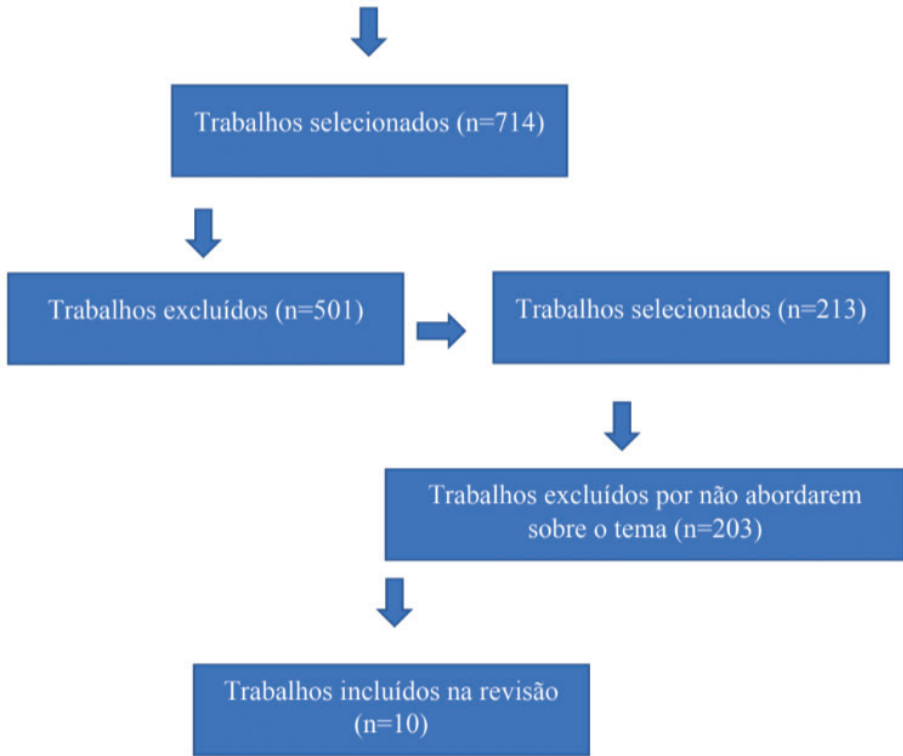 Trabalhos selecionados (n=714)
Trabalhos excluídos (n=501)
Trabalhos selecionados (n=213)
Trabalhos excluídos por não abordarem
sobre o tema (n=203)
Trabalhos incluídos na revisão
(n=10)